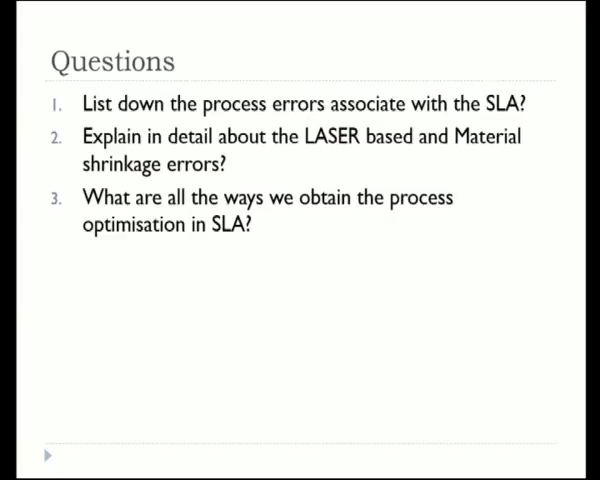 Questions
1. List down the process errors associate with the SLA?
2. Explain in detail about the LASER based and Material
shrinkage errors?
3. What are all the ways we obtain the process
optimisation in SLA?